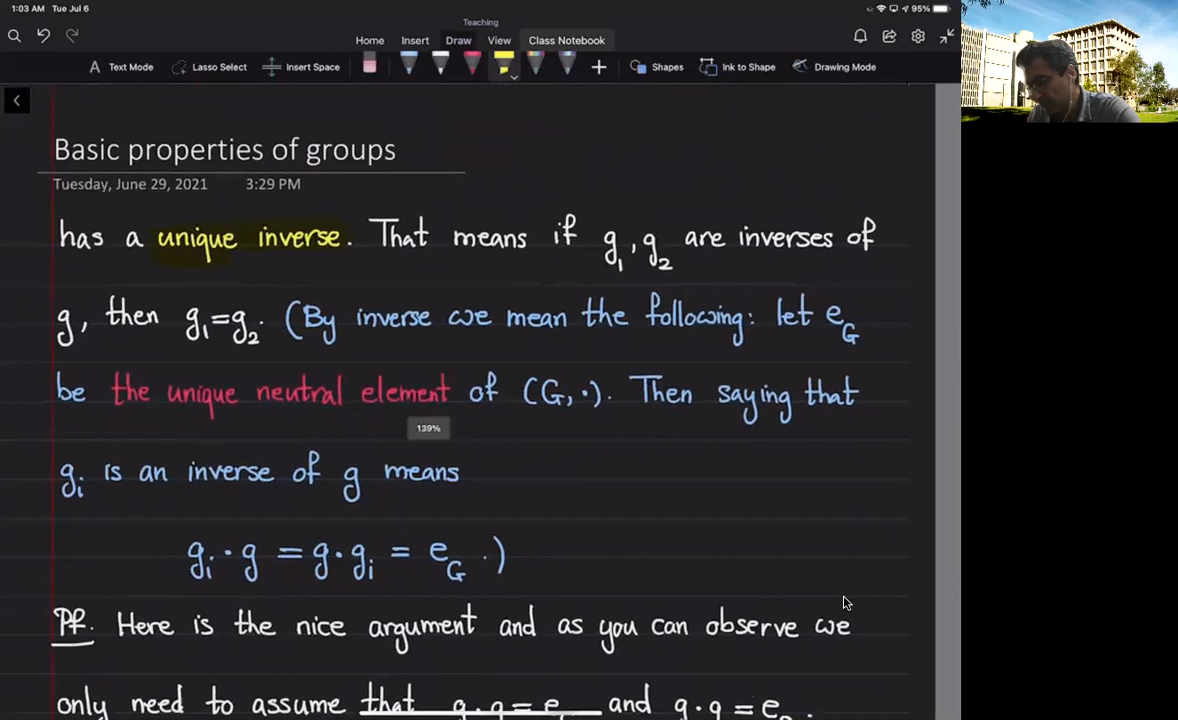 1:03 AM Tue Jul 6
95%
Teaching
Home Insert Draw View Class Notebook
A Text Mode Lasso Select Insert Space Shapes Ink to Shape Drawing Mode
Basic properties of groups
Tuesday, June 29, 2021 3:29 PM
has a unique inverse. That means if g₁, g₂ are inverses of
g, then g₁=g₂. (By inverse we mean the following: let e_G
be the unique neutral element of (G, ·). Then saying that
139%
gᵢ is an inverse of g means
gᵢ · g = g · gᵢ = e_G .)
Pf. Here is the nice argument and as you can observe we
only need to assume that
and